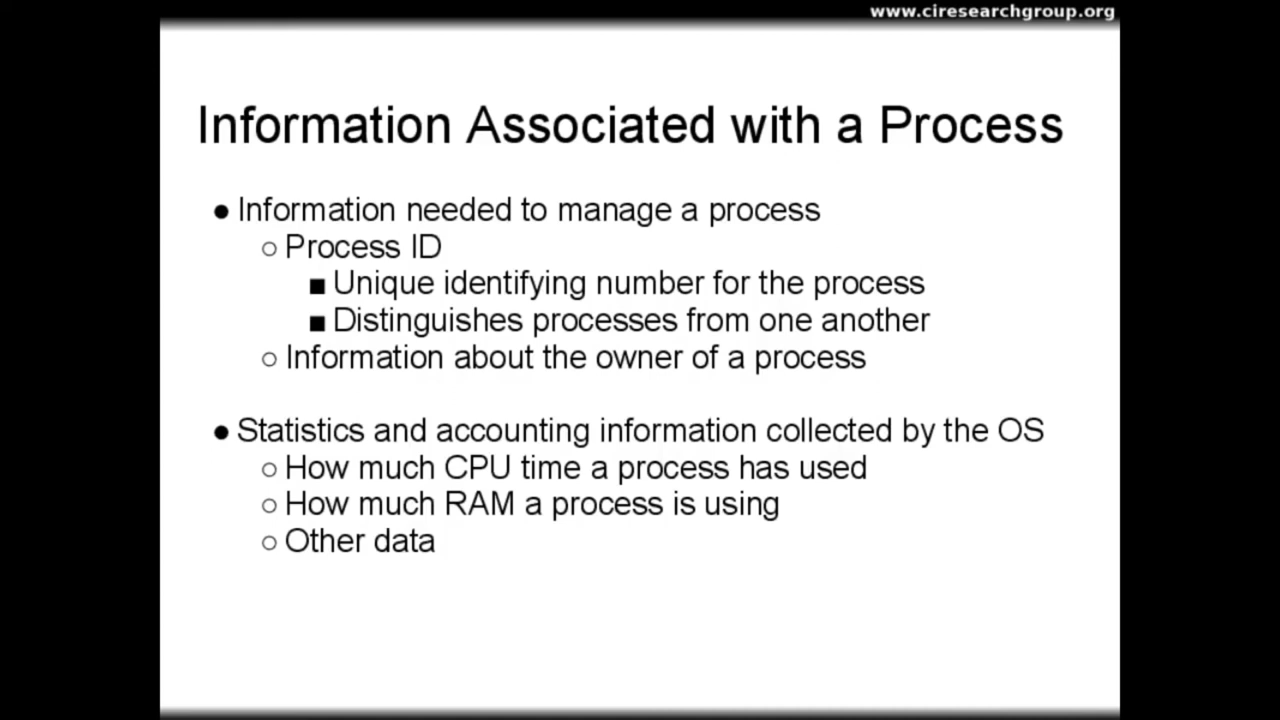 www.ciresearchgroup.org
Information Associated with a Process
● Information needed to manage a process
○ Process ID
■ Unique identifying number for the process
■ Distinguishes processes from one another
○ Information about the owner of a process
● Statistics and accounting information collected by the OS
○ How much CPU time a process has used
○ How much RAM a process is using
○ Other data